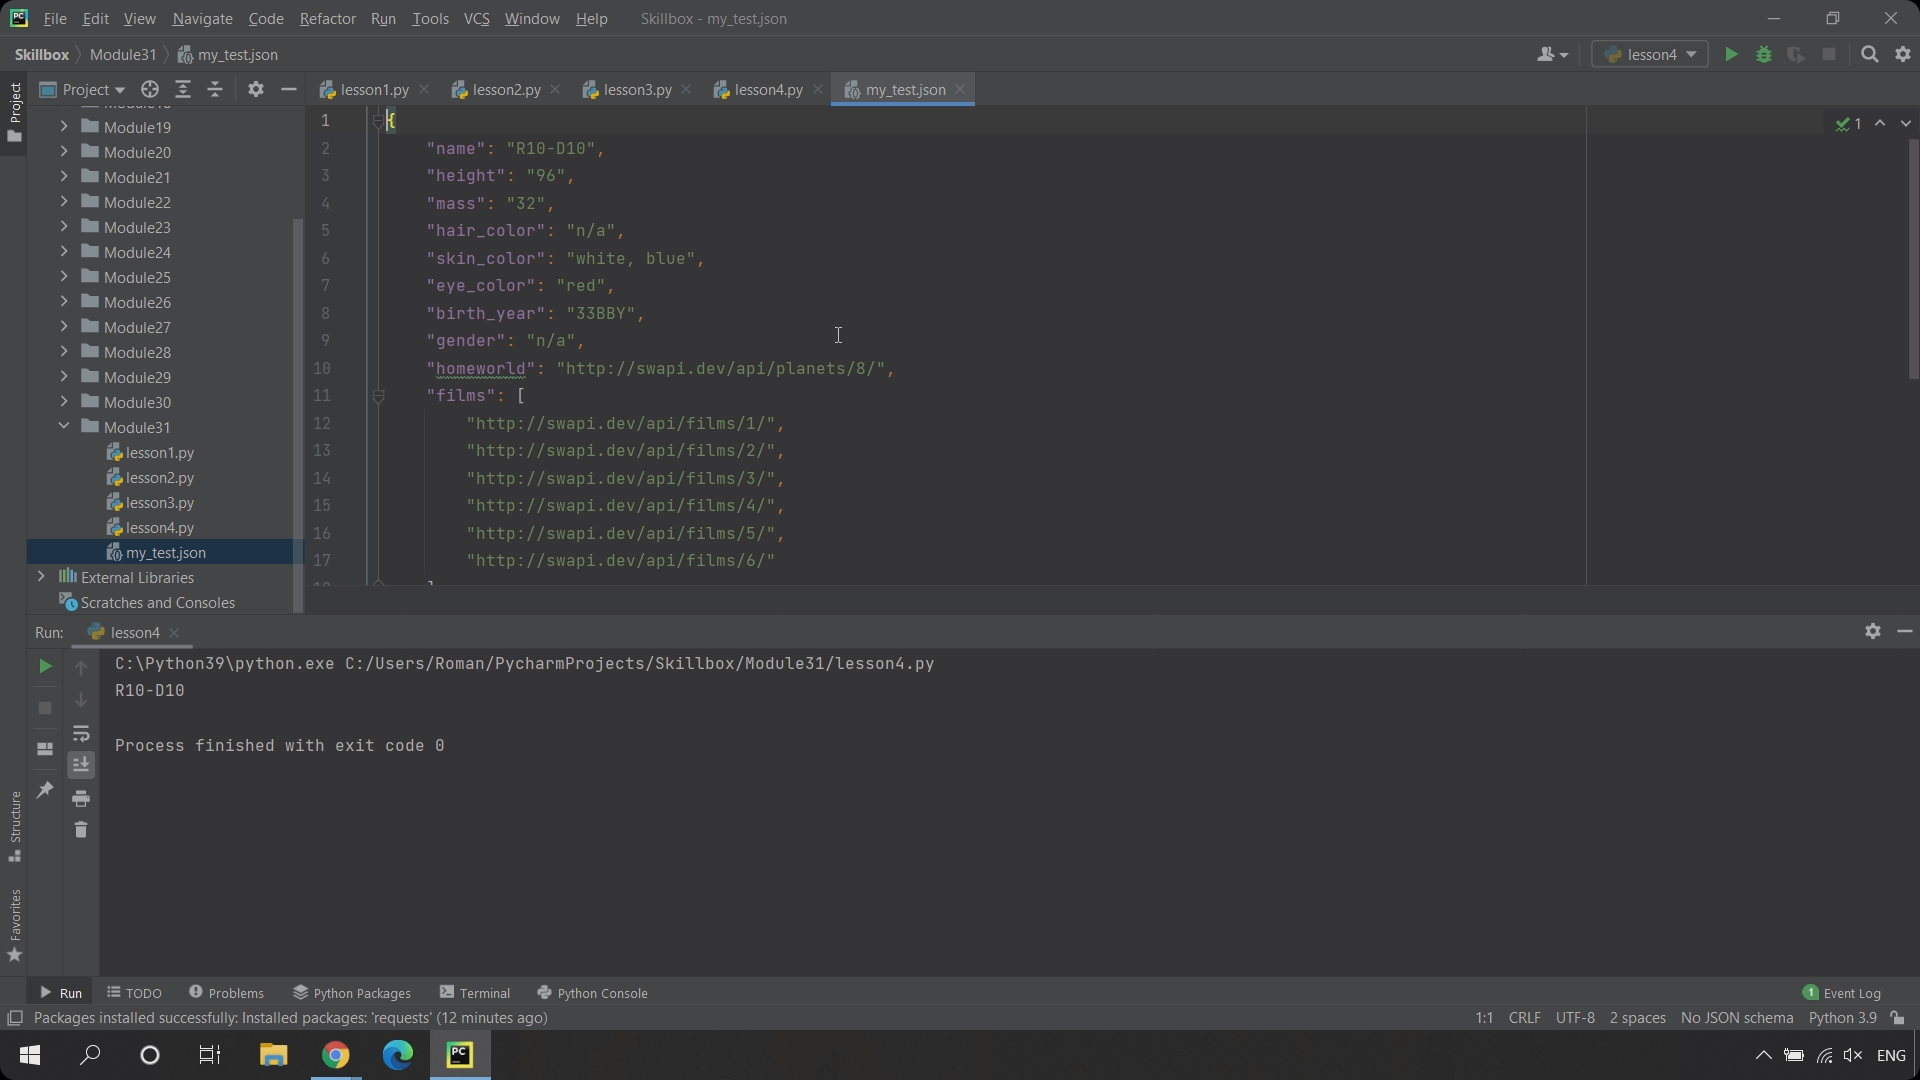 File Edit View Navigate Code Refactor Run Tools VCS Window Help Skillbox - my_test.json
Skillbox Module31 my_test.json
lesson4
Project
Project
lesson1.py
lesson2.py
lesson3.py
lesson4.py
my_test.json
Module19
Module20
Module21
Module22
Module23
Module24
Module25
Module26
Module27
Module28
Module29
Module30
Module31
lesson1.py
lesson2.py
lesson3.py
lesson4.py
my_test.json
External Libraries
Scratches and Consoles
1 {
2 "name": "R10-D10",
3 "height": "96",
4 "mass": "32",
5 "hair_color": "n/a",
6 "skin_color": "white, blue",
7 "eye_color": "red",
8 "birth_year": "33BBY",
9 "gender": "n/a",
10 "homeworld": "http://swapi.dev/api/planets/8/",
11 "films": [
12 "http://swapi.dev/api/films/1/",
13 "http://swapi.dev/api/films/2/",
14 "http://swapi.dev/api/films/3/",
15 "http://swapi.dev/api/films/4/",
16 "http://swapi.dev/api/films/5/",
17 "http://swapi.dev/api/films/6/"
1
Run: lesson4
C:\Python39\python.exe C:/Users/Roman/PycharmProjects/Skillbox/Module31/lesson4.py
R10-D10
Process finished with exit code 0
Structure
Favorites
Run TODO Problems Python Packages Terminal Python Console 1 Event Log
Packages installed successfully: Installed packages: 'requests' (12 minutes ago) 1:1 CRLF UTF-8 2 spaces No JSON schema Python 3.9
PC
ENG